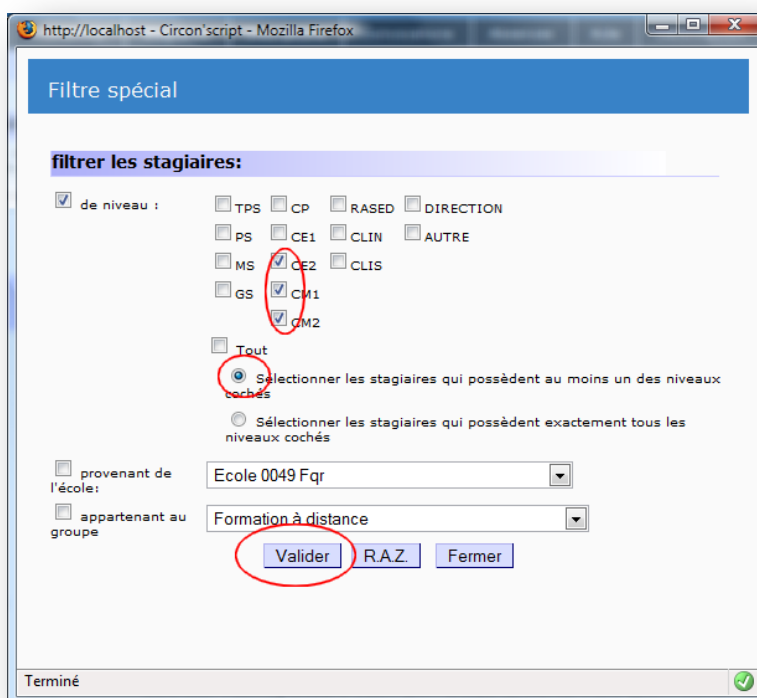 http://localhost - Circon'script - Mozilla Firefox
Filtre spécial
filtrer les stagiaires:
de niveau :
TPS CP RASED DIRECTION
PS CE1 CLIN AUTRE
MS CE2 CLIS
GS CM1
CM2
Tout
Sélectionner les stagiaires qui possèdent au moins un des niveaux
cochés
Sélectionner les stagiaires qui possèdent exactement tous les
niveaux cochés
provenant de
l'école:
Ecole 0049 Fqr
appartenant au
groupe
Formation à distance
Valider R.A.Z. Fermer
Terminé